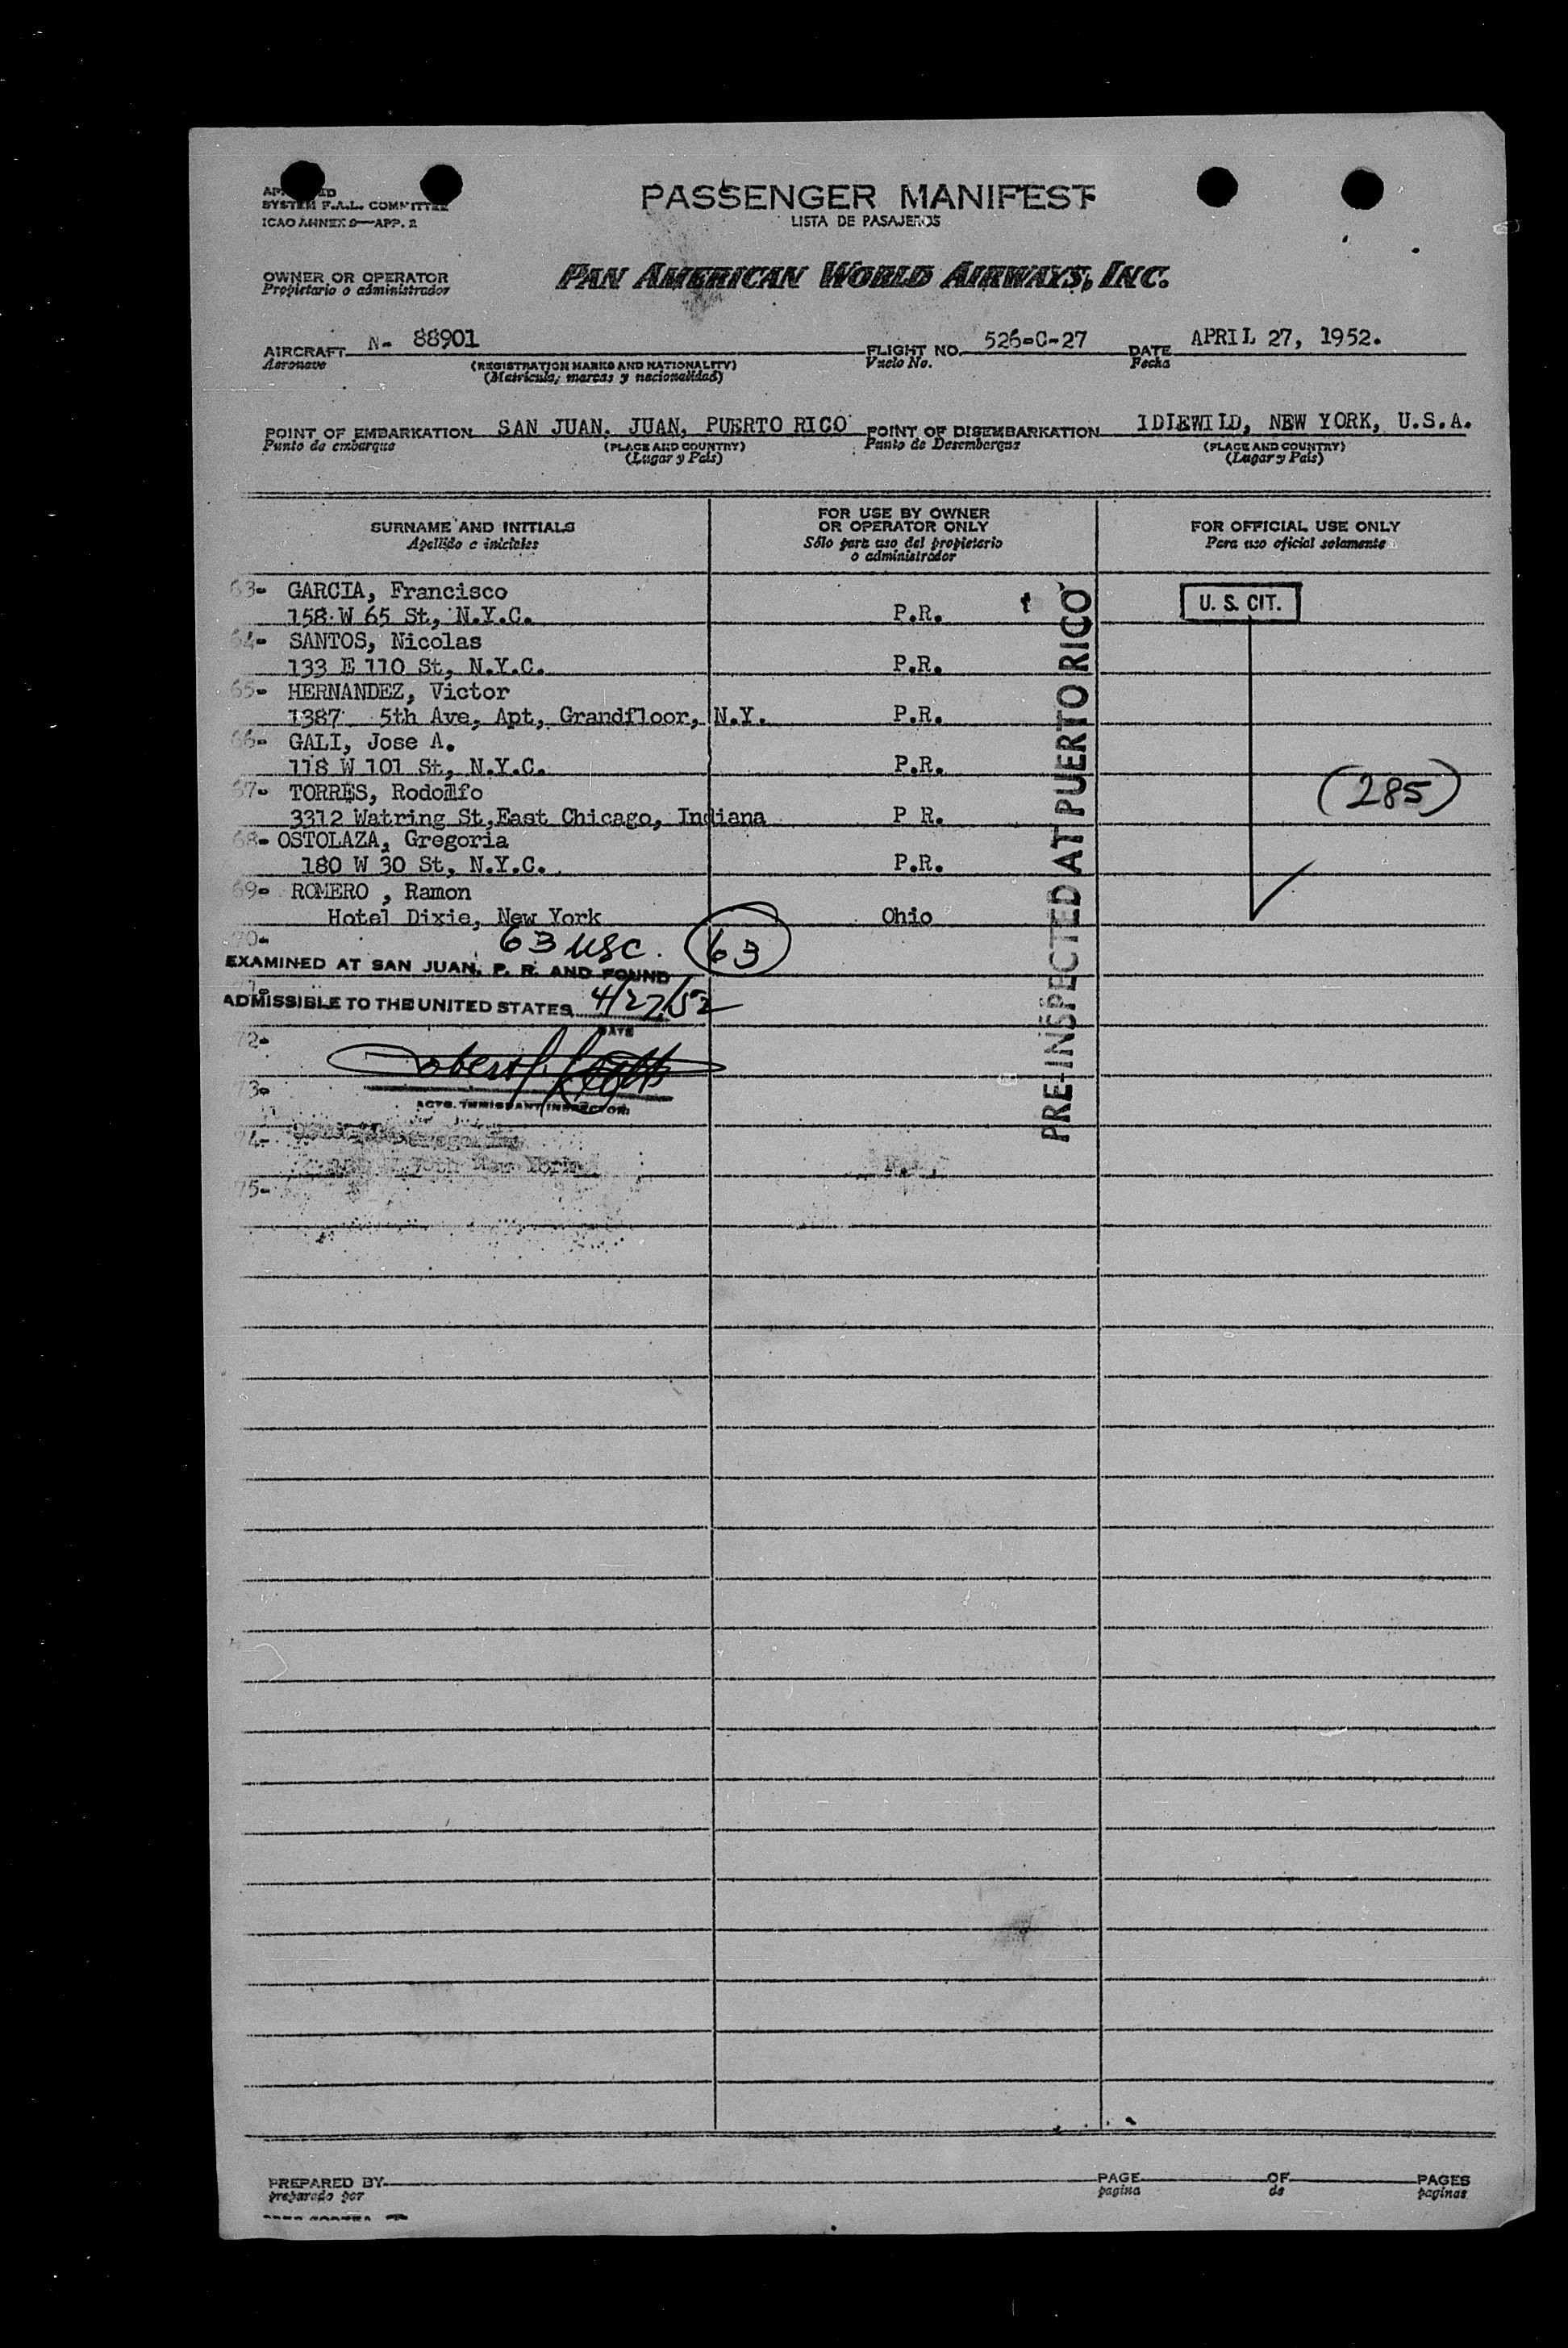 SYSTEM F.A.L. COMMITTEE
ICAO ANNEX 9—APP. 2
PASSENGER MANIFEST
LISTA DE PASAJEROS
OWNER OR OPERATOR
Propietario o administrador
PAN AMERICAN WORLD AIRWAYS, INC.
AIRCRAFT N- 88901 FLIGHT NO. 526-C-27 DATE APRIL 27, 1952.
Aeronave (REGISTRATION MARKS AND NATIONALITY) Vuelo No. Fecha
(Matricula, marcas y nacionalidad)
POINT OF EMBARKATION SAN JUAN, JUAN, PUERTO RICO POINT OF DISEMBARKATION IDLEWILD, NEW YORK, U.S.A.
Punto de embarque (PLACE AND COUNTRY) Punto de Desembarque (PLACE AND COUNTRY)
(Lugar y Pais) (Lugar y Pais)
SURNAME AND INITIALS
Apellido e iniciales
FOR USE BY OWNER
OR OPERATOR ONLY
Sólo para uso del propietario
o administrador
FOR OFFICIAL USE ONLY
Para uso oficial solamente
63- GARCIA, Francisco
158 W 65 St, N.Y.C. P.R.
U. S. CIT.
64- SANTOS, Nicolas
133 E 110 St, N.Y.C. P.R.
65- HERNANDEZ, Victor
1387 5th Ave, Apt, Grandfloor, N.Y. P.R.
66- GALI, Jose A.
118 W 101 St, N.Y.C. P.R.
67- TORRES, Rodolfo
3312 Watring St, East Chicago, Indiana P R.
(285)
68- OSTOLAZA, Gregoria
180 W 30 St, N.Y.C. P.R.
69- ROMERO , Ramon
Hotel Dixie, New York Ohio
PRE-INSPECTED AT PUERTO RICO
70-
63 USC. 63
EXAMINED AT SAN JUAN, P. R. AND FOUND
71-
ADMISSIBLE TO THE UNITED STATES 4/27/52
DATE
72-
73-
ACTG. IMMIGRANT INSPECTOR
74-
75-
PREPARED BY PAGE OF PAGES
preparado por pagina de paginas